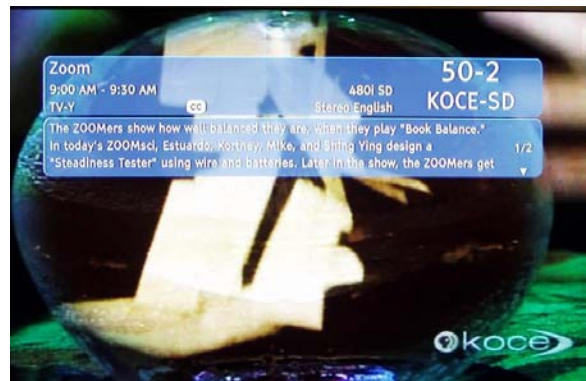 Zoom
50-2
9:00 AM - 9:30 AM
480i SD
KOCE-SD
TV-Y
cc
Stereo English
The ZOOMers show how well balanced they are, when they play "Book Balance."
In today's ZOOMsci, Estuardo, Kortney, Mike, and Shing Ying design a
1/2
"Steadiness Tester" using wire and batteries. Later in the show, the ZOOMers get
koce